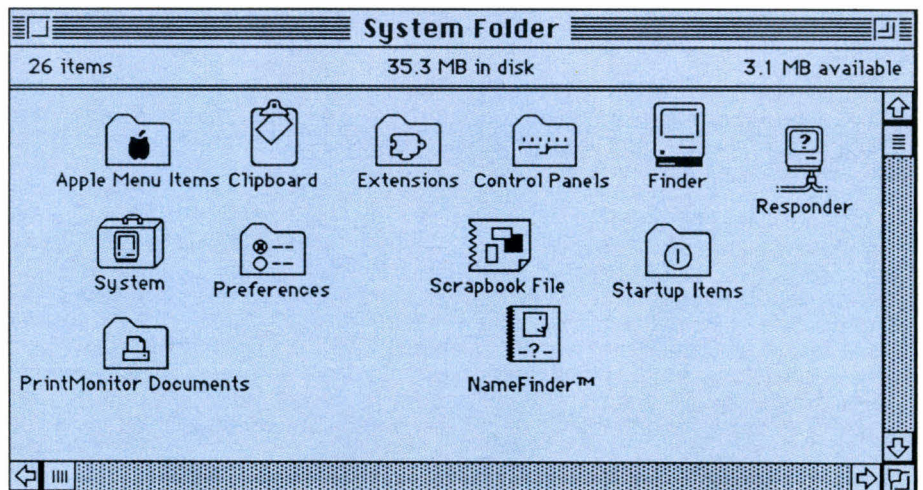 System Folder
26 items 35.3 MB in disk 3.1 MB available
Apple Menu Items Clipboard Extensions Control Panels Finder
Responder
System Preferences Scrapbook File Startup Items
PrintMonitor Documents NameFinder™